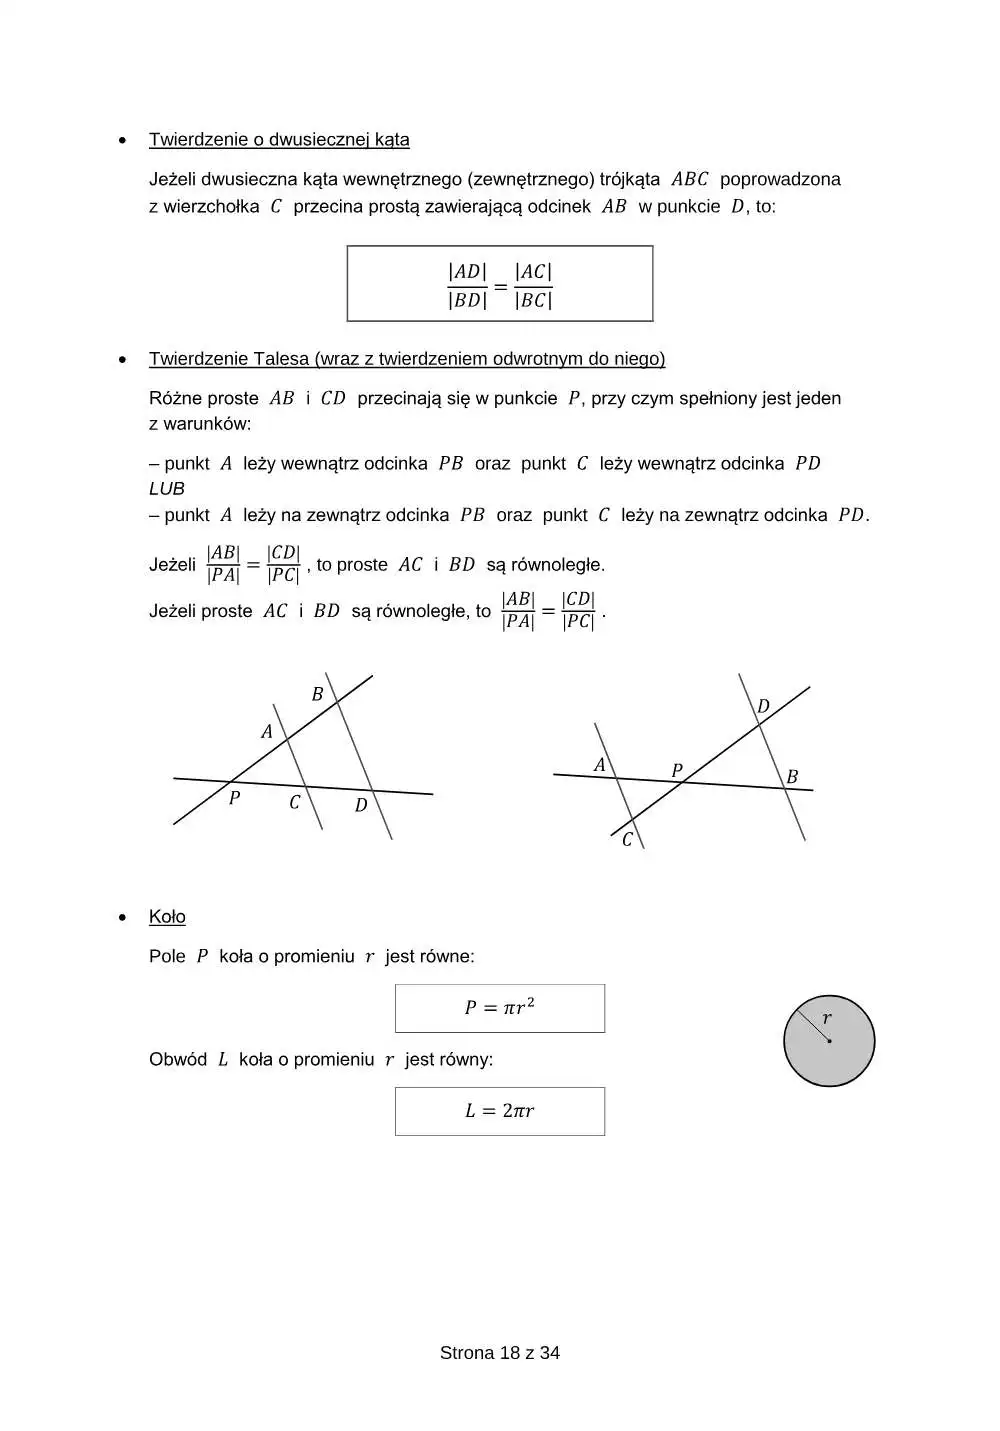 • Twierdzenie o dwusiecznej kąta
Jeżeli dwusieczna kąta wewnętrznego (zewnętrznego) trójkąta ABC poprowadzona
z wierzchołka C przecina prostą zawierającą odcinek AB w punkcie D, to:
|AD|/|BD| = |AC|/|BC|
• Twierdzenie Talesa (wraz z twierdzeniem odwrotnym do niego)
Różne proste AB i CD przecinają się w punkcie P, przy czym spełniony jest jeden
z warunków:
– punkt A leży wewnątrz odcinka PB oraz punkt C leży wewnątrz odcinka PD
LUB
– punkt A leży na zewnątrz odcinka PB oraz punkt C leży na zewnątrz odcinka PD.
Jeżeli |AB|/|PA| = |CD|/|PC| , to proste AC i BD są równoległe.
Jeżeli proste AC i BD są równoległe, to |AB|/|PA| = |CD|/|PC| .
B
A
P C D
D
A P B
C
• Koło
Pole P koła o promieniu r jest równe:
P = πr²
r
Obwód L koła o promieniu r jest równy:
L = 2πr
Strona 18 z 34